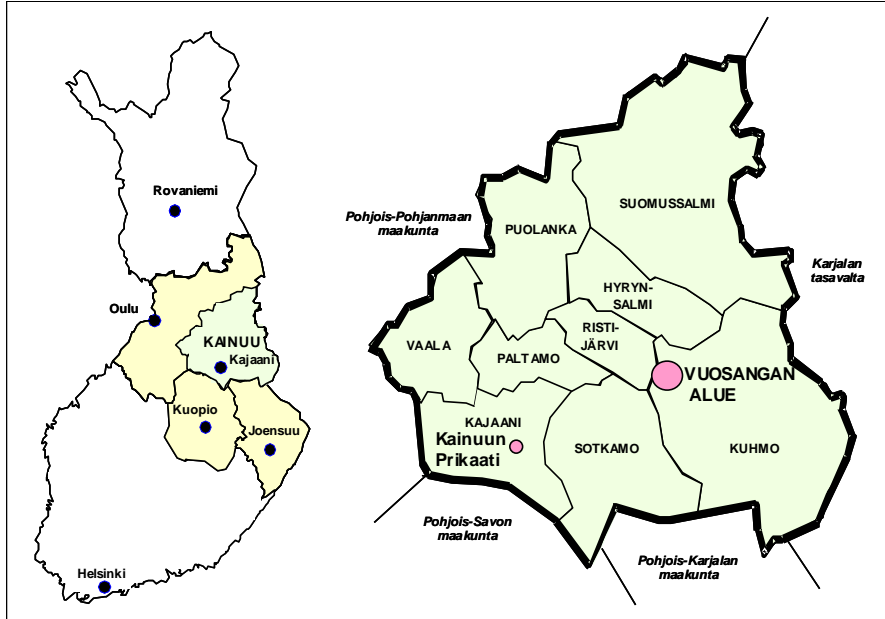 Rovaniemi
Oulu
KAINUU
Kajaani
Kuopio
Joensuu
Helsinki
Pohjois-Pohjanmaan
maakunta
SUOMUSSALMI
PUOLANKA
Karjalan
tasavalta
HYRYN-
SALMI
RISTI-
JÄRVI
VAALA
PALTAMO
VUOSANGAN
ALUE
KAJAANI
Kainuun
Prikaati
SOTKAMO
KUHMO
Pohjois-Savon
maakunta
Pohjois-Karjalan
maakunta